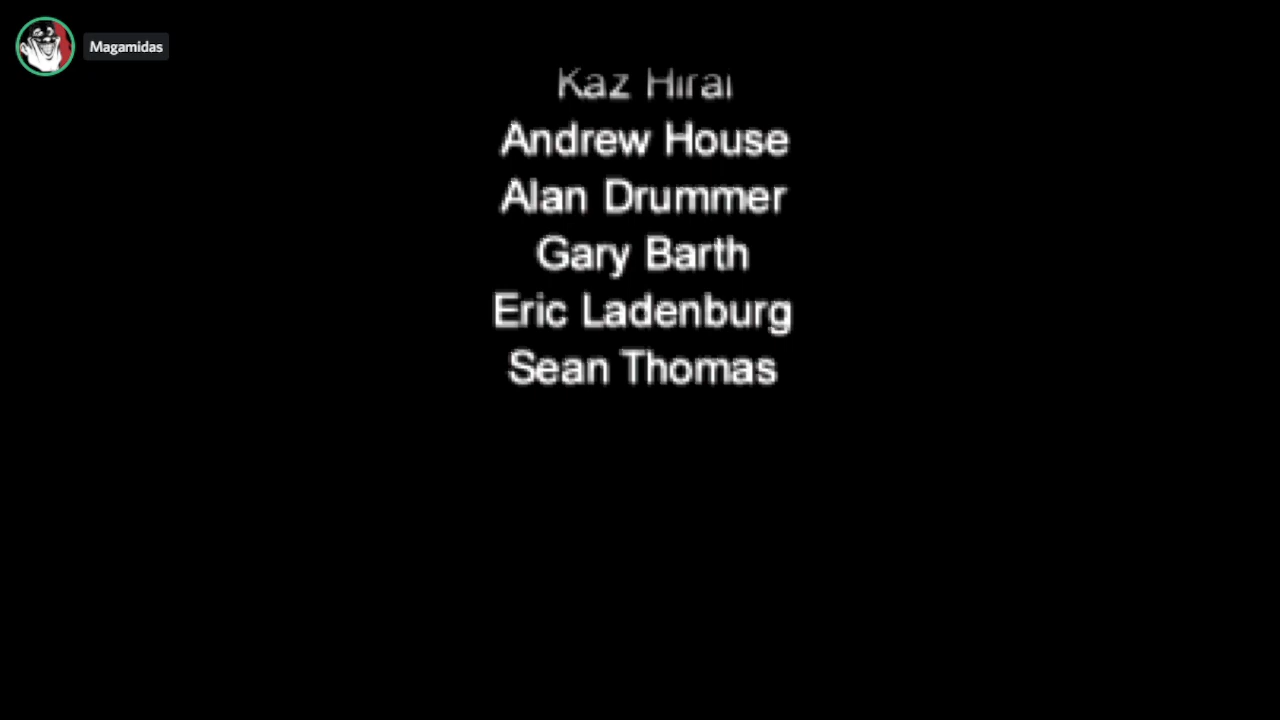 Magamidas
Kaz Hirai
Andrew House
Alan Drummer
Gary Barth
Eric Ladenburg
Sean Thomas